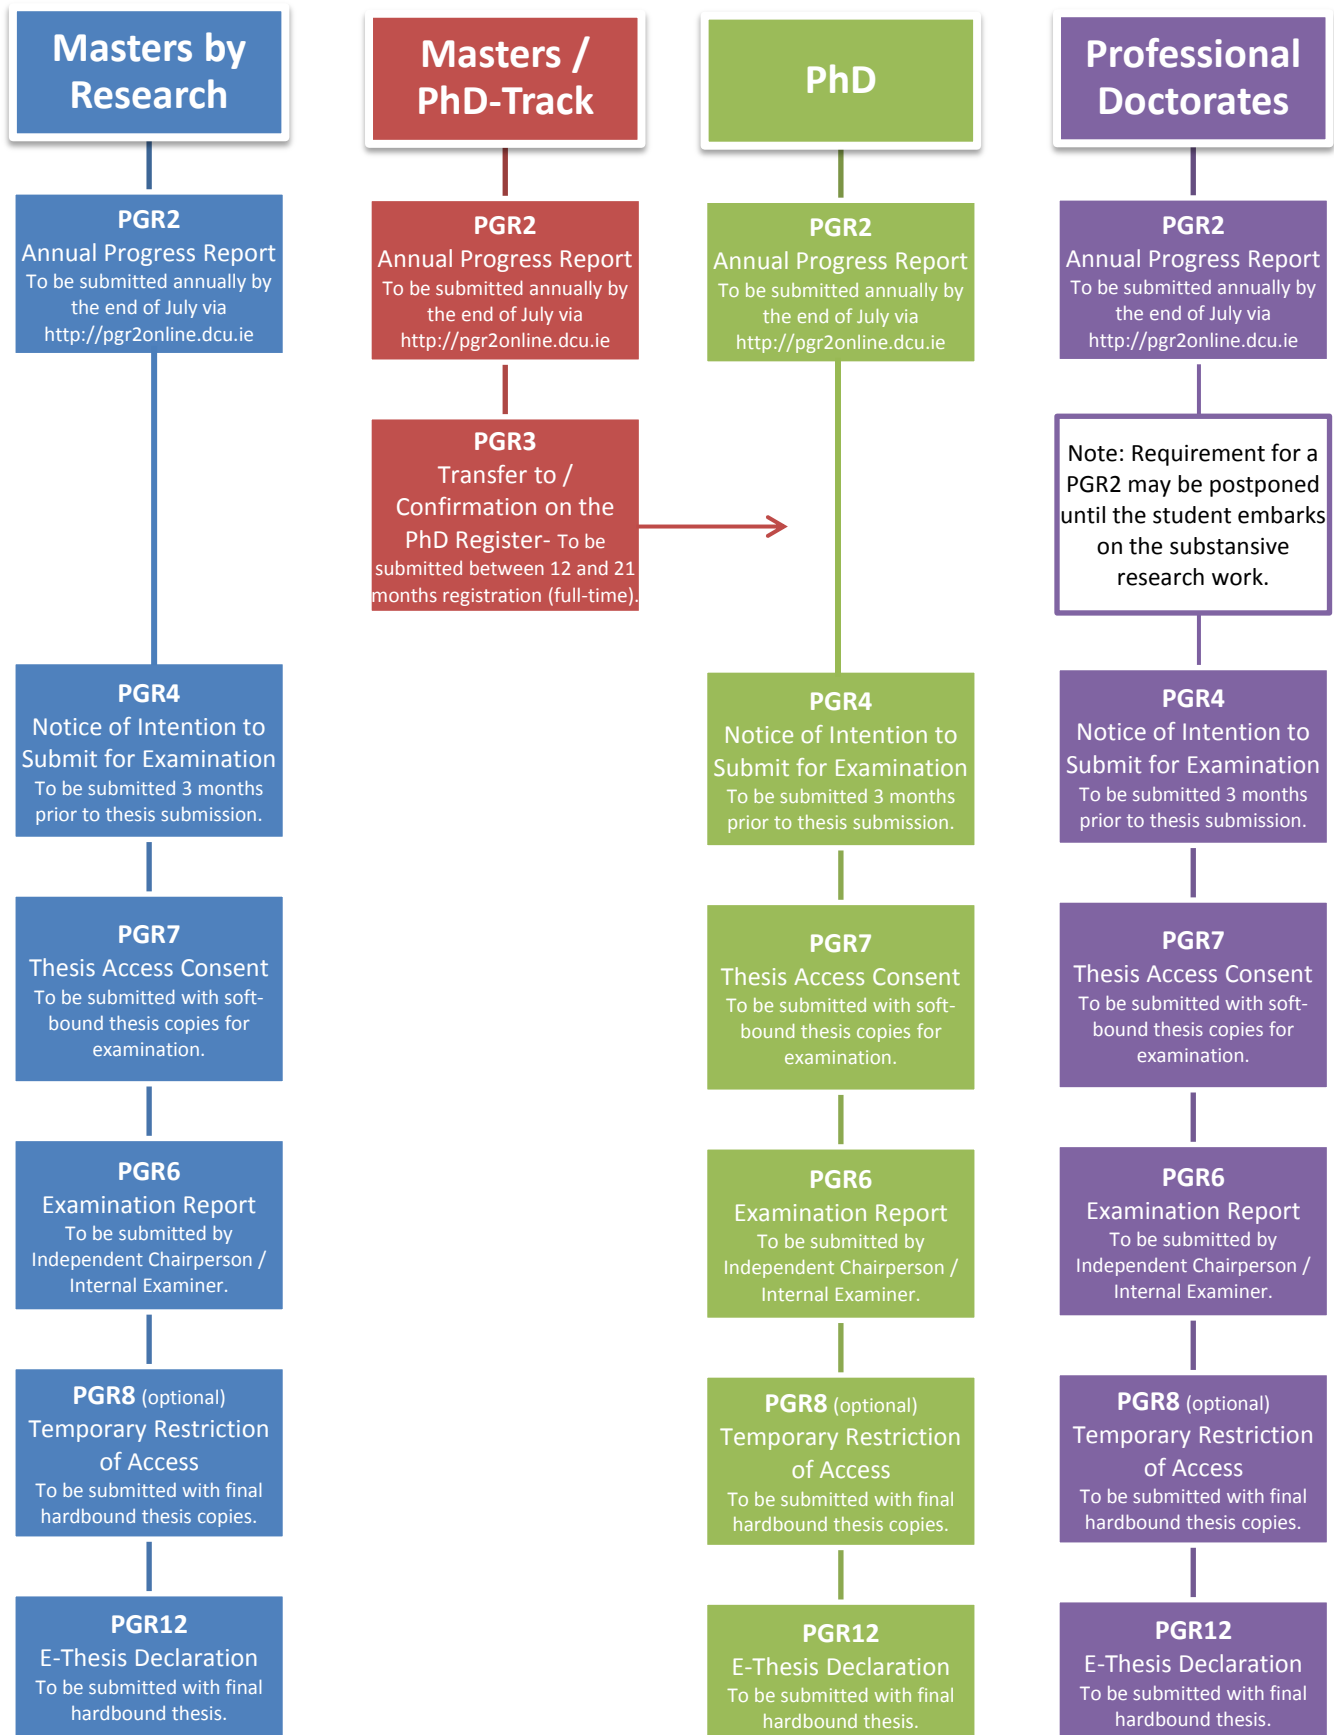 Masters by
Research
PGR2
Annual Progress Report
To be submitted annually by
the end of July via
http://pgr2online.dcu.ie
PGR4
Notice of Intention to
Submit for Examination
To be submitted 3 months
prior to thesis submission.
PGR7
Thesis Access Consent
To be submitted with soft-
bound thesis copies for
examination.
PGR6
Examination Report
To be submitted by
Independent Chairperson /
Internal Examiner.
PGR8 (optional)
Temporary Restriction
of Access
To be submitted with final
hardbound thesis copies.
PGR12
E-Thesis Declaration
To be submitted with final
hardbound thesis.
Masters /
PhD-Track
PGR2
Annual Progress Report
To be submitted annually by
the end of July via
http://pgr2online.dcu.ie
PGR3
Transfer to /
Confirmation on the
PhD Register- To be
submitted between 12 and 21
months registration (full-time).
PhD
PGR2
Annual Progress Report
To be submitted annually by
the end of July via
http://pgr2online.dcu.ie
PGR4
Notice of Intention to
Submit for Examination
To be submitted 3 months
prior to thesis submission.
PGR7
Thesis Access Consent
To be submitted with soft-
bound thesis copies for
examination.
PGR6
Examination Report
To be submitted by
Independent Chairperson /
Internal Examiner.
PGR8 (optional)
Temporary Restriction
of Access
To be submitted with final
hardbound thesis copies.
PGR12
E-Thesis Declaration
To be submitted with final
hardbound thesis.
Professional
Doctorates
PGR2
Annual Progress Report
To be submitted annually by
the end of July via
http://pgr2online.dcu.ie
Note: Requirement for a
PGR2 may be postponed
until the student embarks
on the substansive
research work.
PGR4
Notice of Intention to
Submit for Examination
To be submitted 3 months
prior to thesis submission.
PGR7
Thesis Access Consent
To be submitted with soft-
bound thesis copies for
examination.
PGR6
Examination Report
To be submitted by
Independent Chairperson /
Internal Examiner.
PGR8 (optional)
Temporary Restriction
of Access
To be submitted with final
hardbound thesis copies.
PGR12
E-Thesis Declaration
To be submitted with final
hardbound thesis.